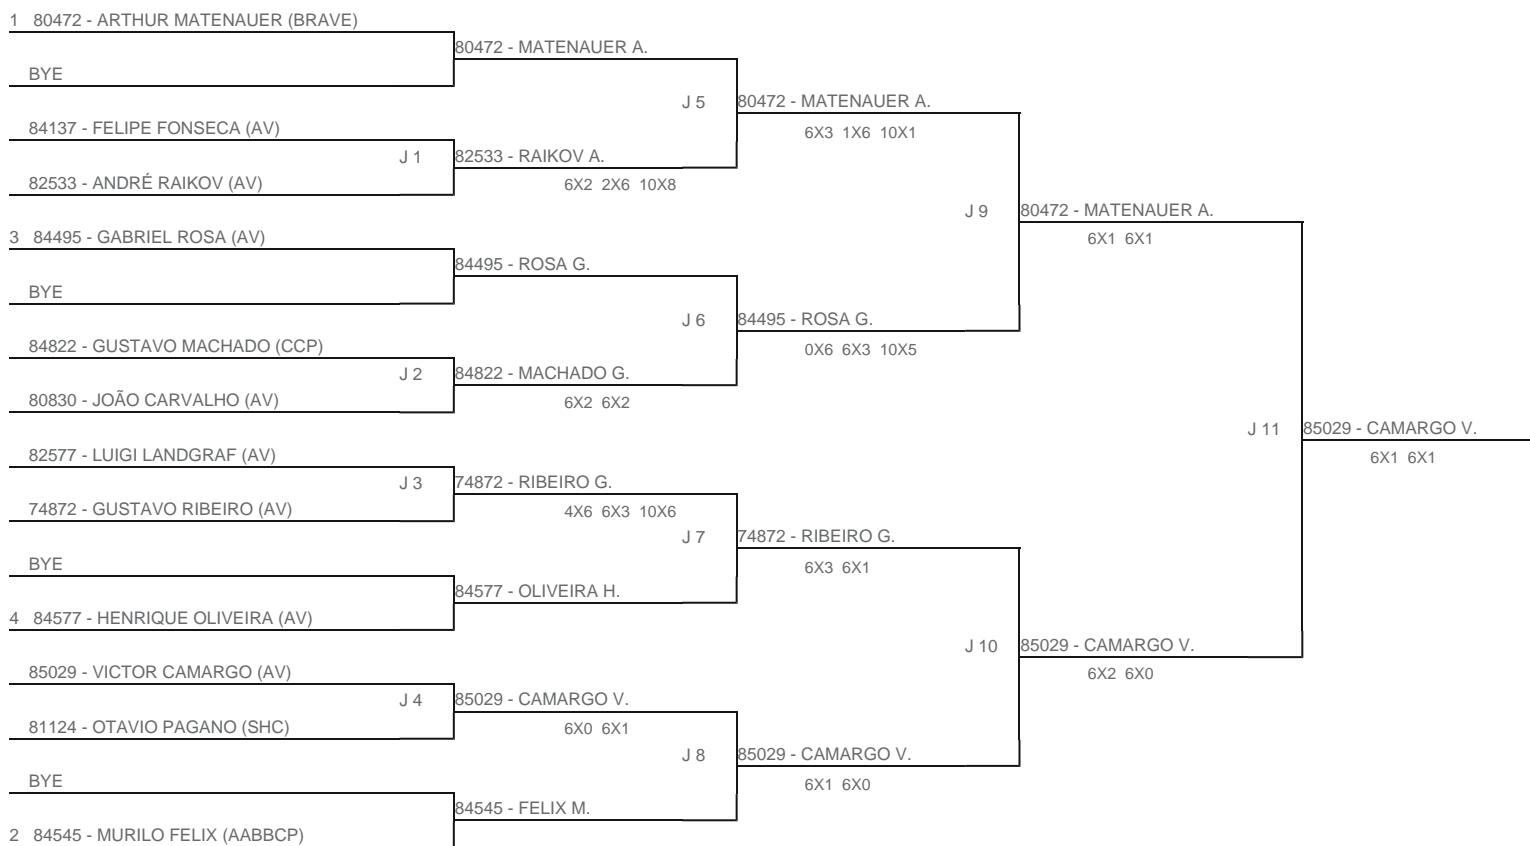 1 80472 - ARTHUR MATENAUER (BRAVE)
80472 - MATENAUER A.
BYE
J 5
80472 - MATENAUER A.
84137 - FELIPE FONSECA (AV)
6X3 1X6 10X1
J 1
82533 - RAIKOV A.
82533 - ANDRÉ RAIKOV (AV)
6X2 2X6 10X8
J 9
80472 - MATENAUER A.
3 84495 - GABRIEL ROSA (AV)
6X1 6X1
84495 - ROSA G.
BYE
J 6
84495 - ROSA G.
84822 - GUSTAVO MACHADO (CCP)
0X6 6X3 10X5
J 2
84822 - MACHADO G.
80830 - JOÃO CARVALHO (AV)
6X2 6X2
J 11
85029 - CAMARGO V.
82577 - LUIGI LANDGRAF (AV)
6X1 6X1
J 3
74872 - RIBEIRO G.
74872 - GUSTAVO RIBEIRO (AV)
4X6 6X3 10X6
J 7
74872 - RIBEIRO G.
BYE
6X3 6X1
84577 - OLIVEIRA H.
4 84577 - HENRIQUE OLIVEIRA (AV)
J 10
85029 - CAMARGO V.
85029 - VICTOR CAMARGO (AV)
6X2 6X0
J 4
85029 - CAMARGO V.
81124 - OTAVIO PAGANO (SHC)
6X0 6X1
J 8
85029 - CAMARGO V.
BYE
6X1 6X0
84545 - FELIX M.
2 84545 - MURILO FELIX (AABBCP)